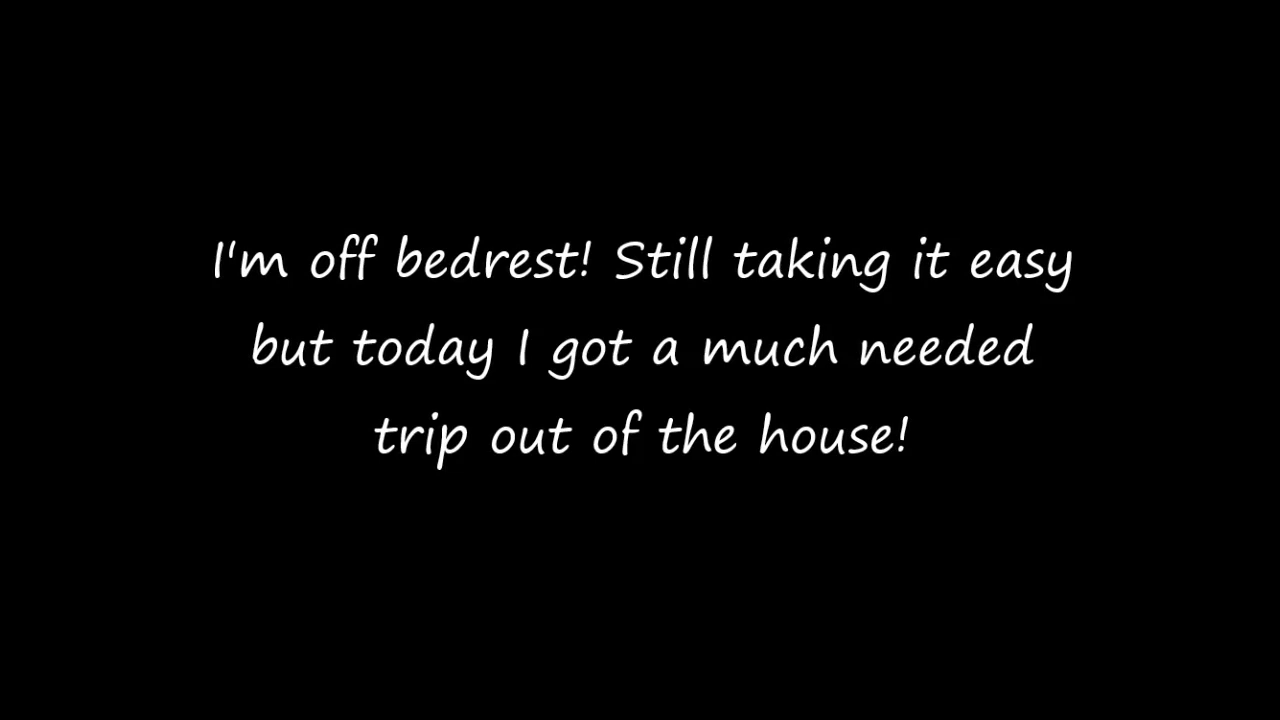 I'm off bedrest! Still taking it easy
but today I got a much needed
trip out of the house!